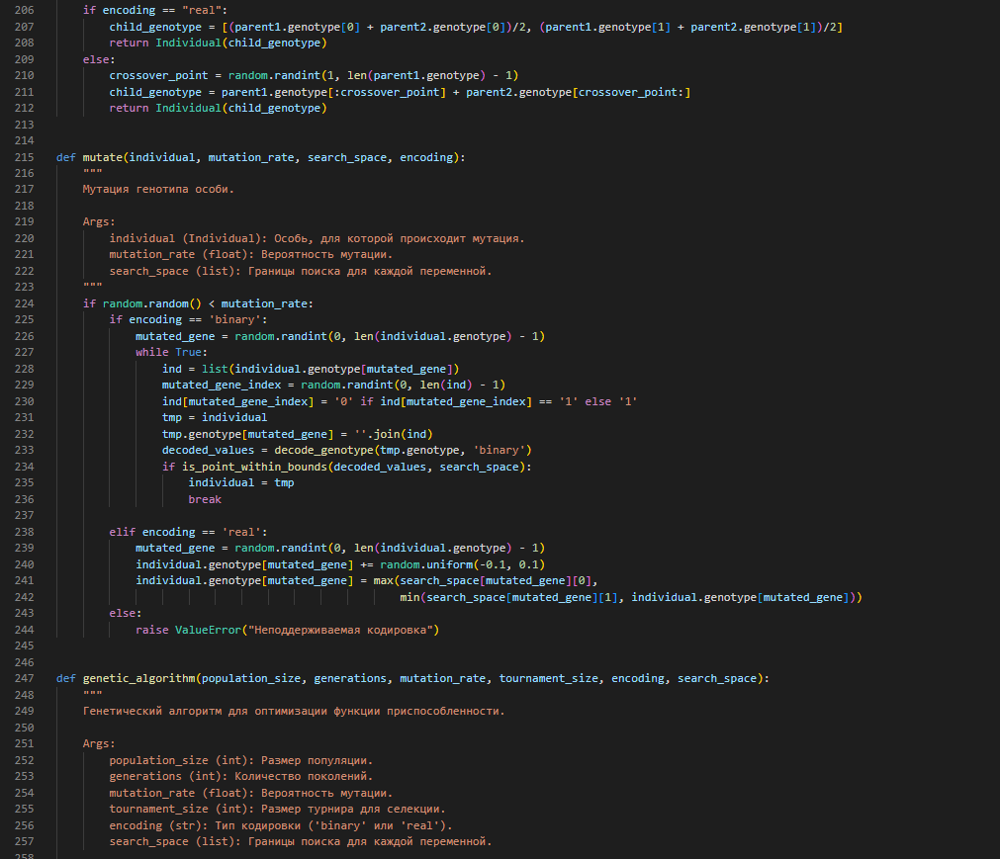 206 if encoding == "real":
207 child_genotype = [(parent1.genotype[0] + parent2.genotype[0])/2, (parent1.genotype[1] + parent2.genotype[1])/2]
208 return Individual(child_genotype)
209 else:
210 crossover_point = random.randint(1, len(parent1.genotype) - 1)
211 child_genotype = parent1.genotype[:crossover_point] + parent2.genotype[crossover_point:]
212 return Individual(child_genotype)
213
214
215 def mutate(individual, mutation_rate, search_space, encoding):
216 """
217 Мутация генотипа особи.
218
219 Args:
220 individual (Individual): Особь, для которой происходит мутация.
221 mutation_rate (float): Вероятность мутации.
222 search_space (list): Границы поиска для каждой переменной.
223 """
224 if random.random() < mutation_rate:
225 if encoding == 'binary':
226 mutated_gene = random.randint(0, len(individual.genotype) - 1)
227 while True:
228 ind = list(individual.genotype[mutated_gene])
229 mutated_gene_index = random.randint(0, len(ind) - 1)
230 ind[mutated_gene_index] = '0' if ind[mutated_gene_index] == '1' else '1'
231 tmp = individual
232 tmp.genotype[mutated_gene] = ''.join(ind)
233 decoded_values = decode_genotype(tmp.genotype, 'binary')
234 if is_point_within_bounds(decoded_values, search_space):
235 individual = tmp
236 break
237
238 elif encoding == 'real':
239 mutated_gene = random.randint(0, len(individual.genotype) - 1)
240 individual.genotype[mutated_gene] += random.uniform(-0.1, 0.1)
241 individual.genotype[mutated_gene] = max(search_space[mutated_gene][0],
242 min(search_space[mutated_gene][1], individual.genotype[mutated_gene]))
243 else:
244 raise ValueError("Неподдерживаемая кодировка")
245
246
247 def genetic_algorithm(population_size, generations, mutation_rate, tournament_size, encoding, search_space):
248 """
249 Генетический алгоритм для оптимизации функции приспособленности.
250
251 Args:
252 population_size (int): Размер популяции.
253 generations (int): Количество поколений.
254 mutation_rate (float): Вероятность мутации.
255 tournament_size (int): Размер турнира для селекции.
256 encoding (str): Тип кодировки ('binary' или 'real').
257 search_space (list): Границы поиска для каждой переменной.
258